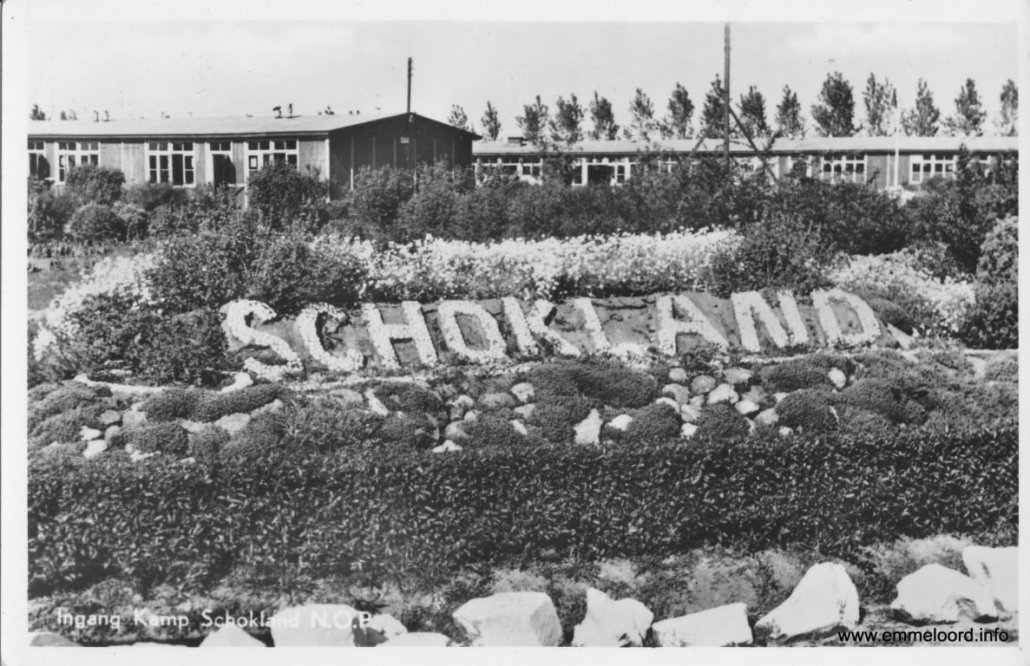 SCHOKLAND
Ingang Kamp Schokland N.O.P.
www.emmeloord.info